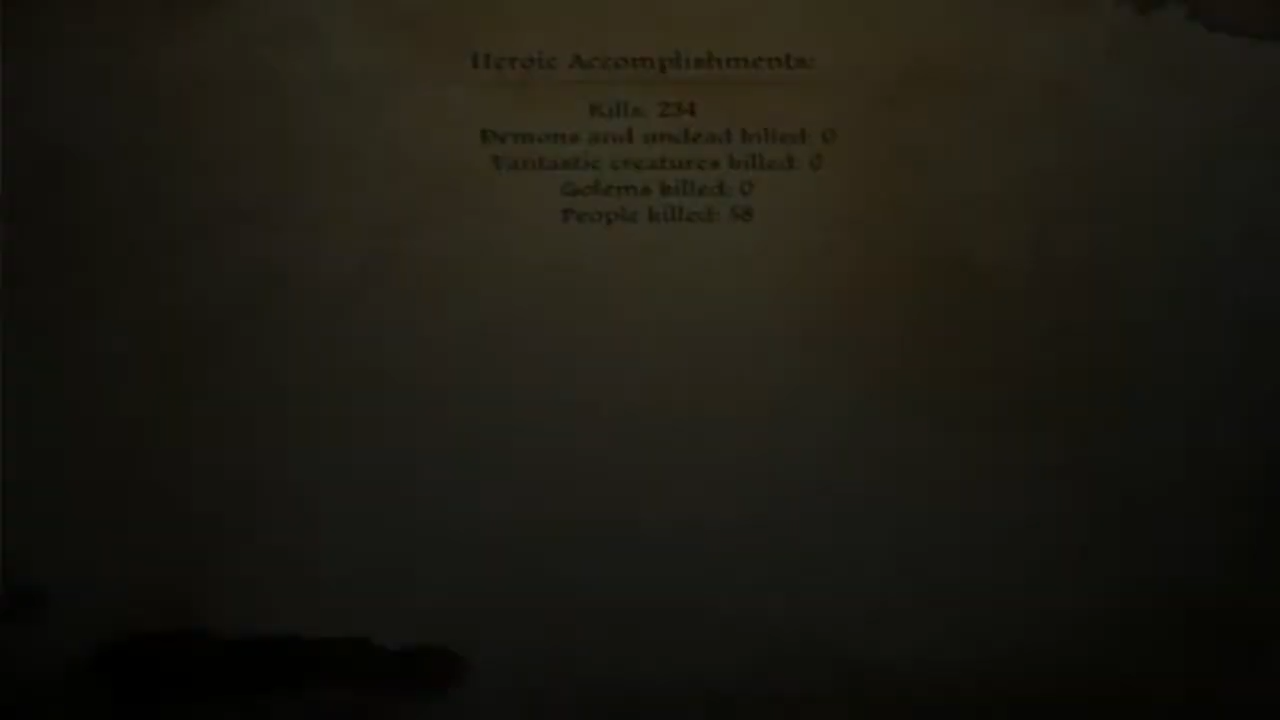 Heroic Accomplishments:
Kills: 234
Demons and undead killed: 0
Fantastic creatures killed: 0
Golems killed: 0
People killed: 58